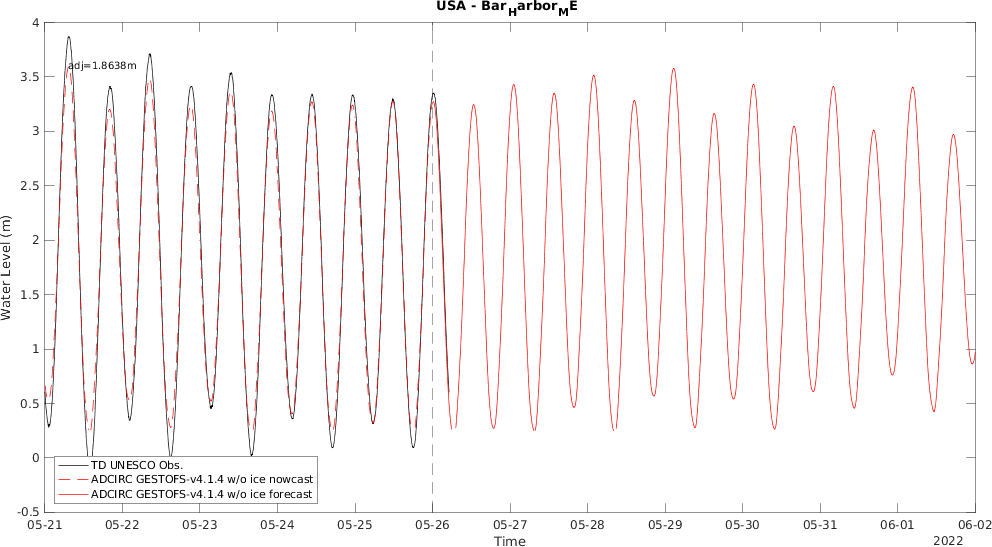 USA - Bar_Harbor_ME
4
adj=1.8638m
3.5
3
2.5
2
1.5
1
0.5
0
-0.5
Water Level (m)
TD UNESCO Obs.
ADCIRC GESTOFS-v4.1.4 w/o ice nowcast
ADCIRC GESTOFS-v4.1.4 w/o ice forecast
05-21 05-22 05-23 05-24 05-25 05-26 05-27 05-28 05-29 05-30 05-31 06-01 06-02
Time
2022